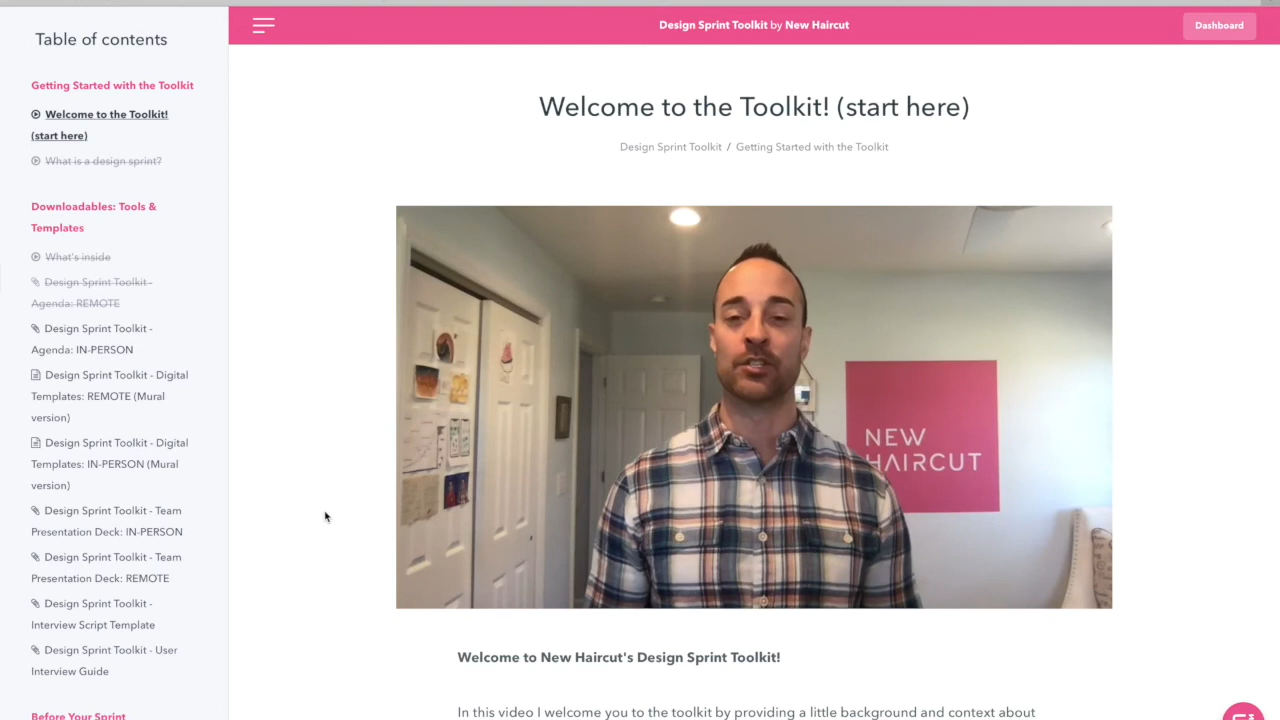 Table of contents
Getting Started with the Toolkit
Welcome to the Toolkit!
(start here)
What is a design sprint?
Downloadables: Tools &
Templates
What's inside
Design Sprint Toolkit -
Agenda: REMOTE
Design Sprint Toolkit -
Agenda: IN-PERSON
Design Sprint Toolkit - Digital
Templates: REMOTE (Mural
version)
Design Sprint Toolkit - Digital
Templates: IN-PERSON (Mural
version)
Design Sprint Toolkit - Team
Presentation Deck: IN-PERSON
Design Sprint Toolkit - Team
Presentation Deck: REMOTE
Design Sprint Toolkit -
Interview Script Template
Design Sprint Toolkit - User
Interview Guide
Before Your Sprint
Design Sprint Toolkit by New Haircut
Dashboard
Welcome to the Toolkit! (start here)
Design Sprint Toolkit / Getting Started with the Toolkit
NEW
HAIRCUT
Welcome to New Haircut's Design Sprint Toolkit!
In this video I welcome you to the toolkit by providing a little background and context about